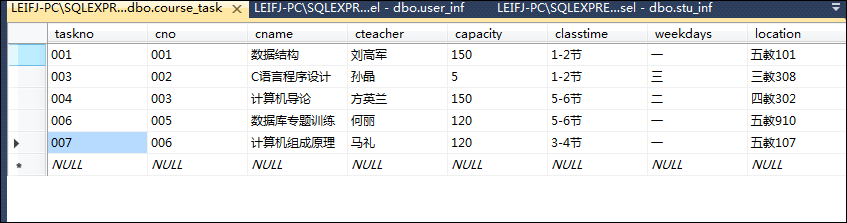 LEIFJ-PC\SQLEXPR...dbo.course_task × LEIFJ-PC\SQLEXPR...el - dbo.user_inf LEIFJ-PC\SQLEXPRE...sel - dbo.stu_inf
taskno cno cname cteacher capacity classtime weekdays location
001 001 数据结构 刘高军 150 1-2节 一 五教101
003 002 C语言程序设计 孙晶 5 1-2节 三 三教308
004 003 计算机导论 方英兰 150 5-6节 二 四教302
006 005 数据库专题训练 何丽 120 5-6节 一 五教910
007 006 计算机组成原理 马礼 120 3-4节 一 五教107
NULL NULL NULL NULL NULL NULL NULL NULL